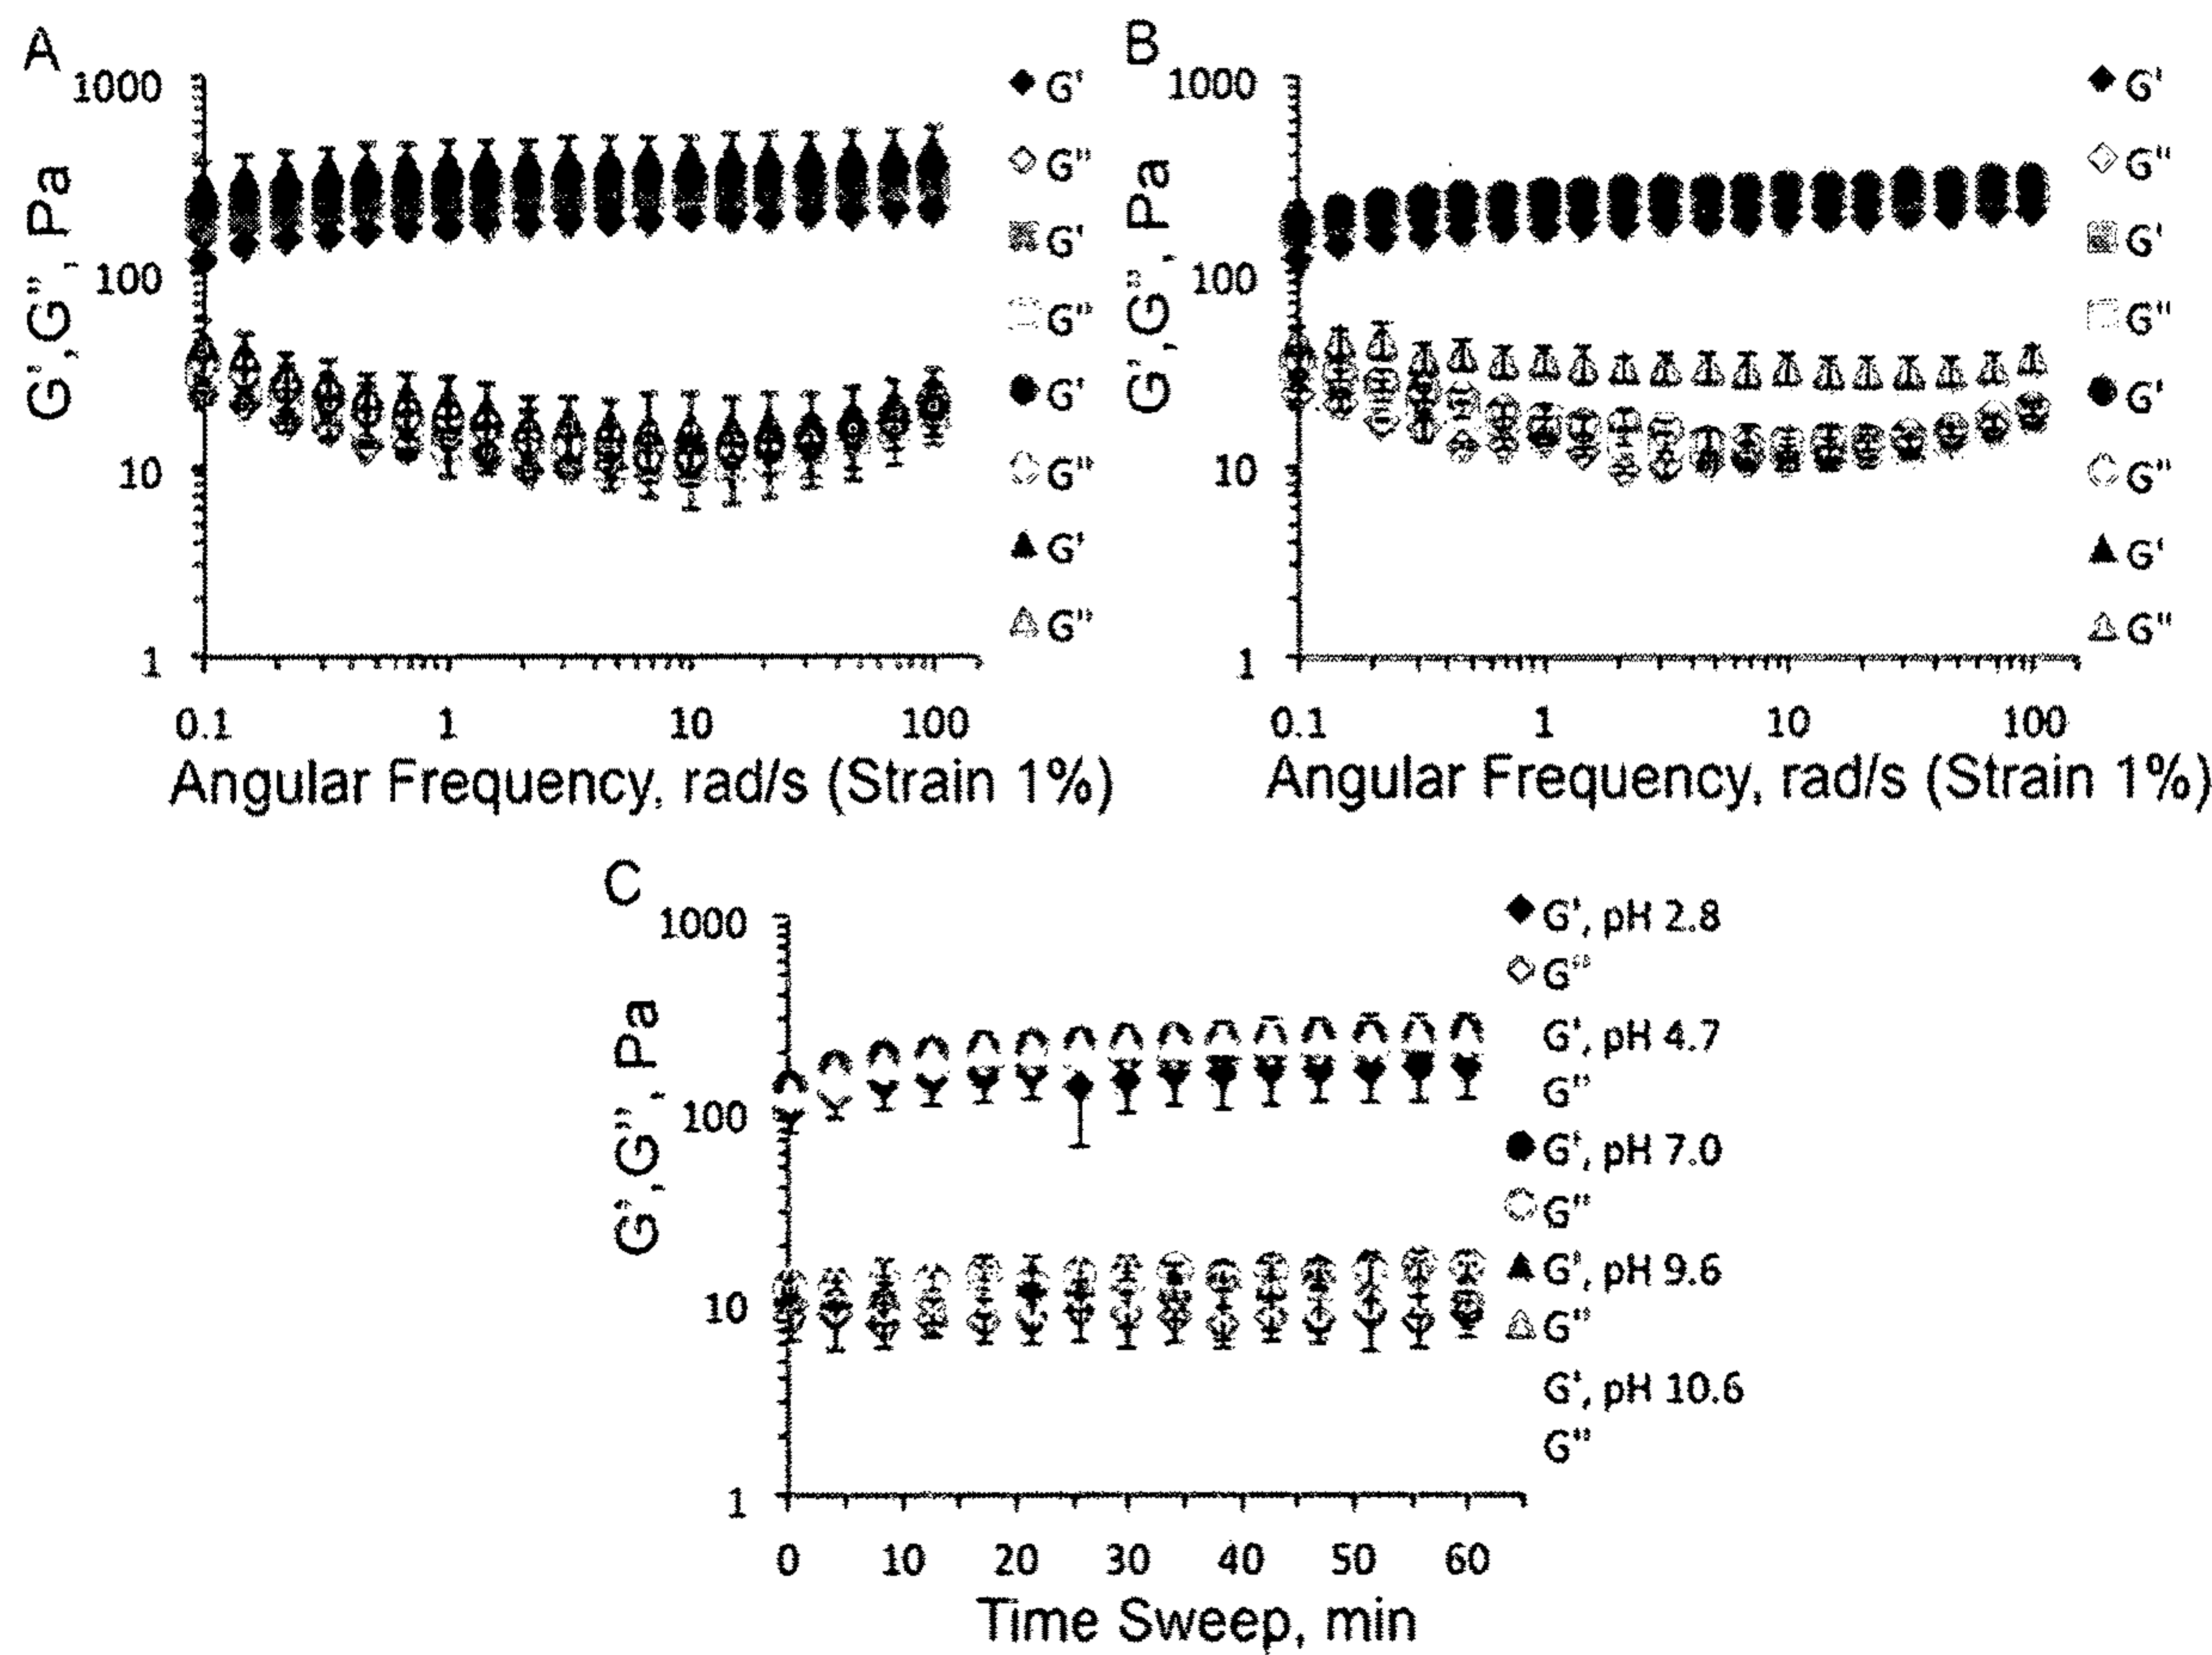 A
1000
100
10
1
G',G'', Pa
0.1 1 10 100
Angular Frequency, rad/s (Strain 1%)
G'
G"
G'
G"
G'
G"
G'
G"
B
1000
100
10
1
G',G'', Pa
0.1 1 10 100
Angular Frequency, rad/s (Strain 1%)
G'
G"
G'
G"
G'
G"
G'
G"
C
1000
100
10
1
G',G'', Pa
0 10 20 30 40 50 60
Time Sweep, min
G', pH 2.8
G"
G', pH 4.7
G"
G', pH 7.0
G"
G', pH 9.6
G"
G', pH 10.6
G"